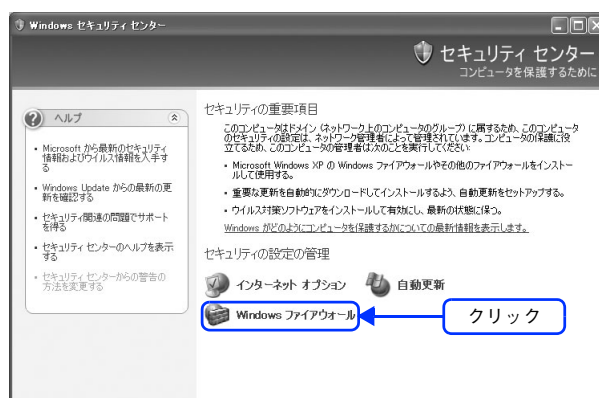 Windows セキュリティ センター
セキュリティ センター
コンピュータを保護するために
ヘルプ
• Microsoft から最新のセキュリティ
情報およびウイルス情報を入手す
る
• Windows Update からの最新の更
新を確認する
• セキュリティ関連の問題でサポート
を得る
• セキュリティ センターのヘルプを表示
する
• セキュリティ センターからの警告の
方法を変更する
セキュリティの重要項目
このコンピュータはドメイン (ネットワーク上のコンピュータのグループ) に属するため、このコンピュータ
のセキュリティの設定は、ネットワーク管理者によって管理されています。コンピュータの保護に役
立てるため、このコンピュータの管理者は次のことを実行してください:
• Microsoft Windows XP の Windows ファイアウォールやその他のファイアウォールをインストー
ルして使用する。
• 重要な更新を自動的にダウンロードしてインストールするよう、自動更新をセットアップする。
• ウイルス対策ソフトウェアをインストールして有効にし、最新の状態に保つ。
Windows がどのようにコンピュータを保護するかについての最新情報を表示します。
セキュリティの設定の管理
インターネット オプション
自動更新
Windows ファイアウォール
クリック